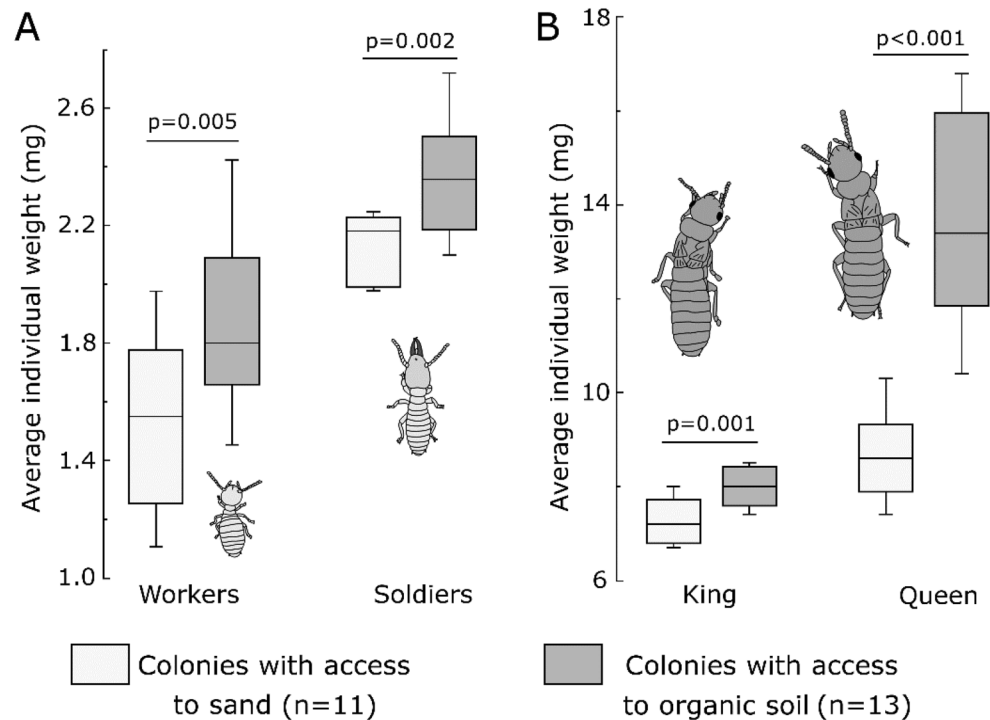 A
Average individual weight (mg)
2.6
2.2
1.8
1.4
1.0
p=0.005
p=0.002
Workers
Soldiers
B
Average individual weight (mg)
18
14
10
6
p=0.001
p<0.001
King
Queen
Colonies with access
to sand (n=11)
Colonies with access
to organic soil (n=13)